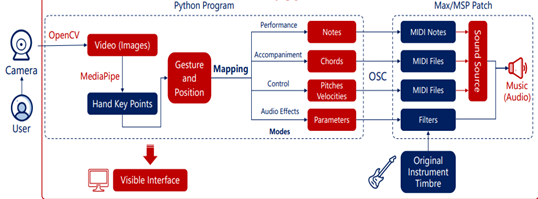 Python Program
Max/MSP Patch
OpenCV
Camera
User
Video (Images)
MediaPipe
Hand Key Points
Gesture
and
Position
Mapping
Performance
Notes
Accompaniment
Chords
Control
Pitches
Velocities
Audio Effects
Parameters
Modes
OSC
MIDI Notes
MIDI Files
MIDI Files
Filters
Sound Source
Music
(Audio)
Original
Instrument
Timbre
Visible Interface